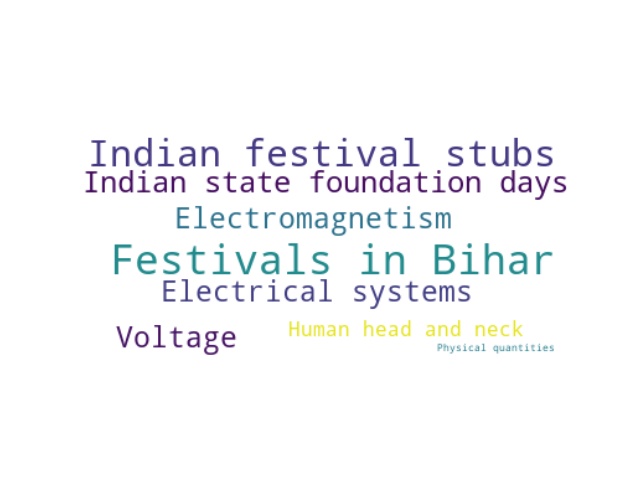 Indian festival stubs
Indian state foundation days
Electromagnetism
Festivals in Bihar
Electrical systems
Voltage
Human head and neck
Physical quantities